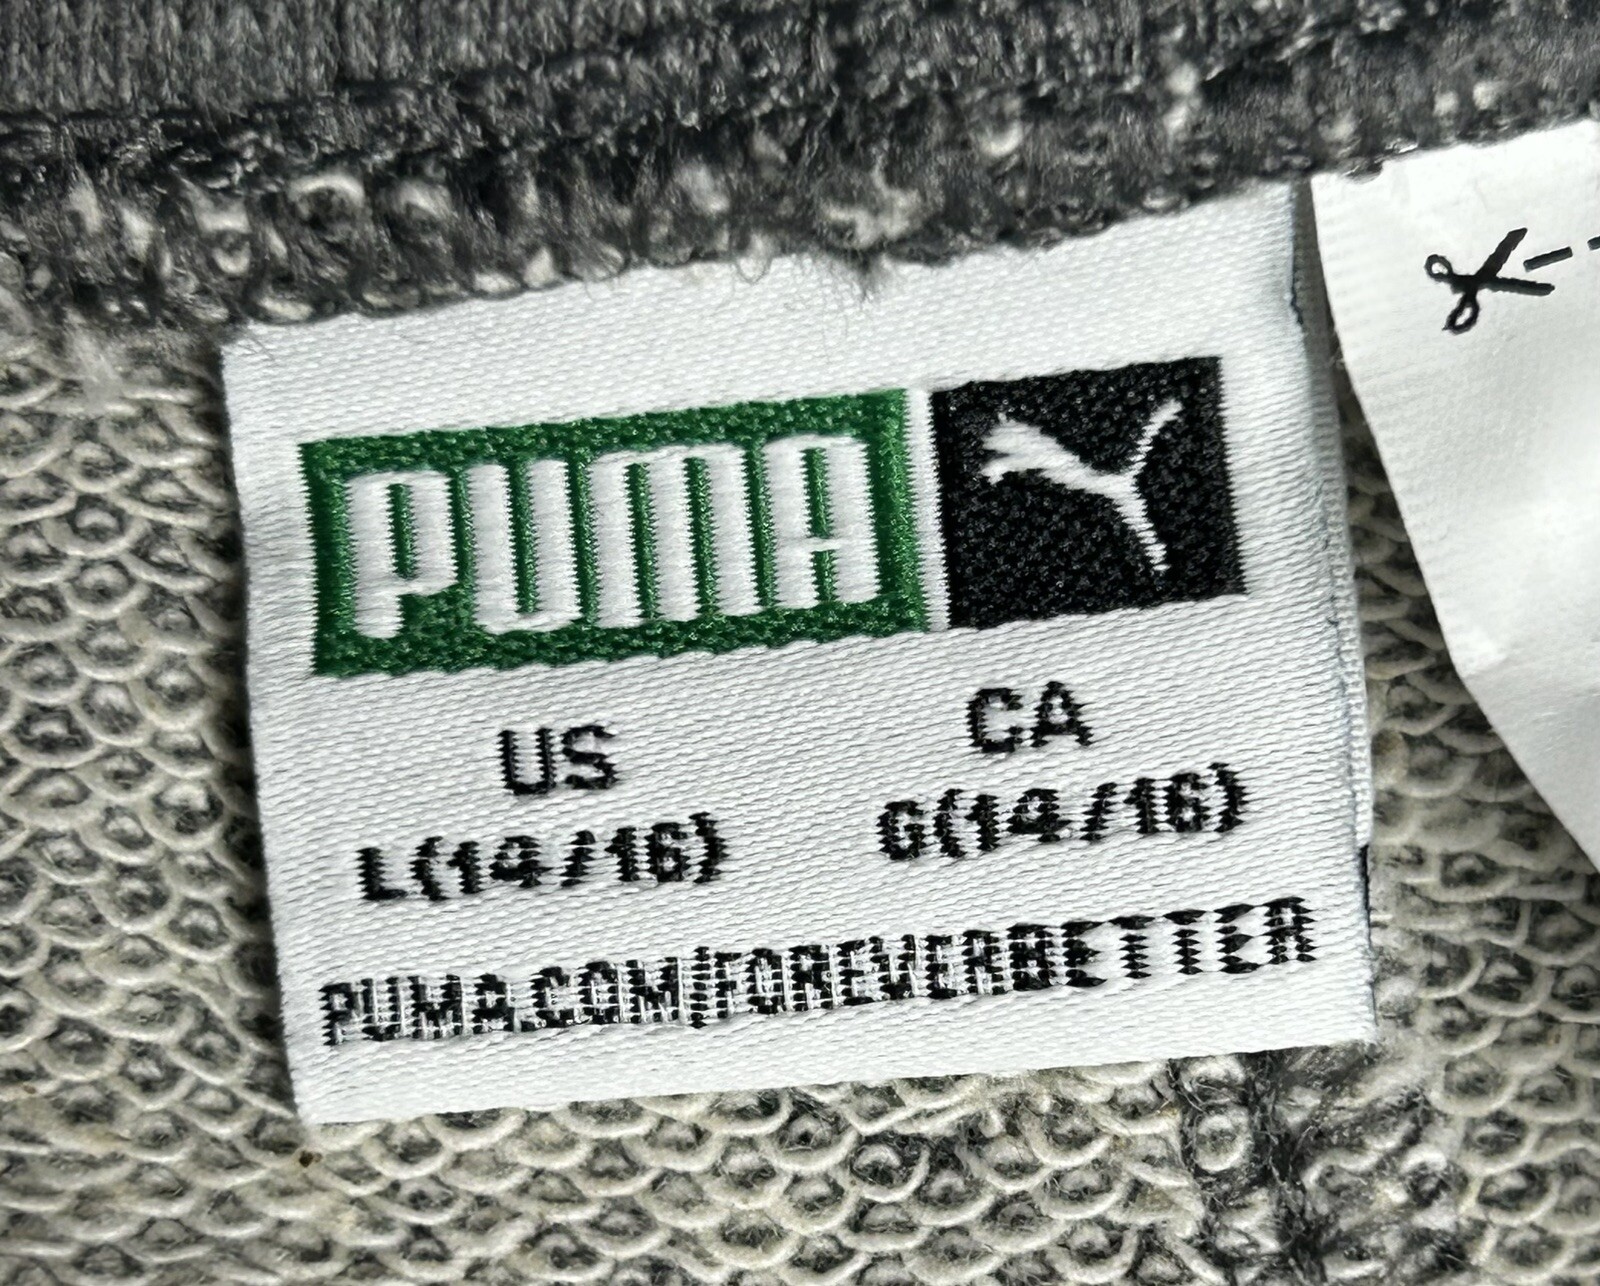 PUMA
US CA
L(14/16) G(14/16)
PUMA.COM/FOREVERBETTER